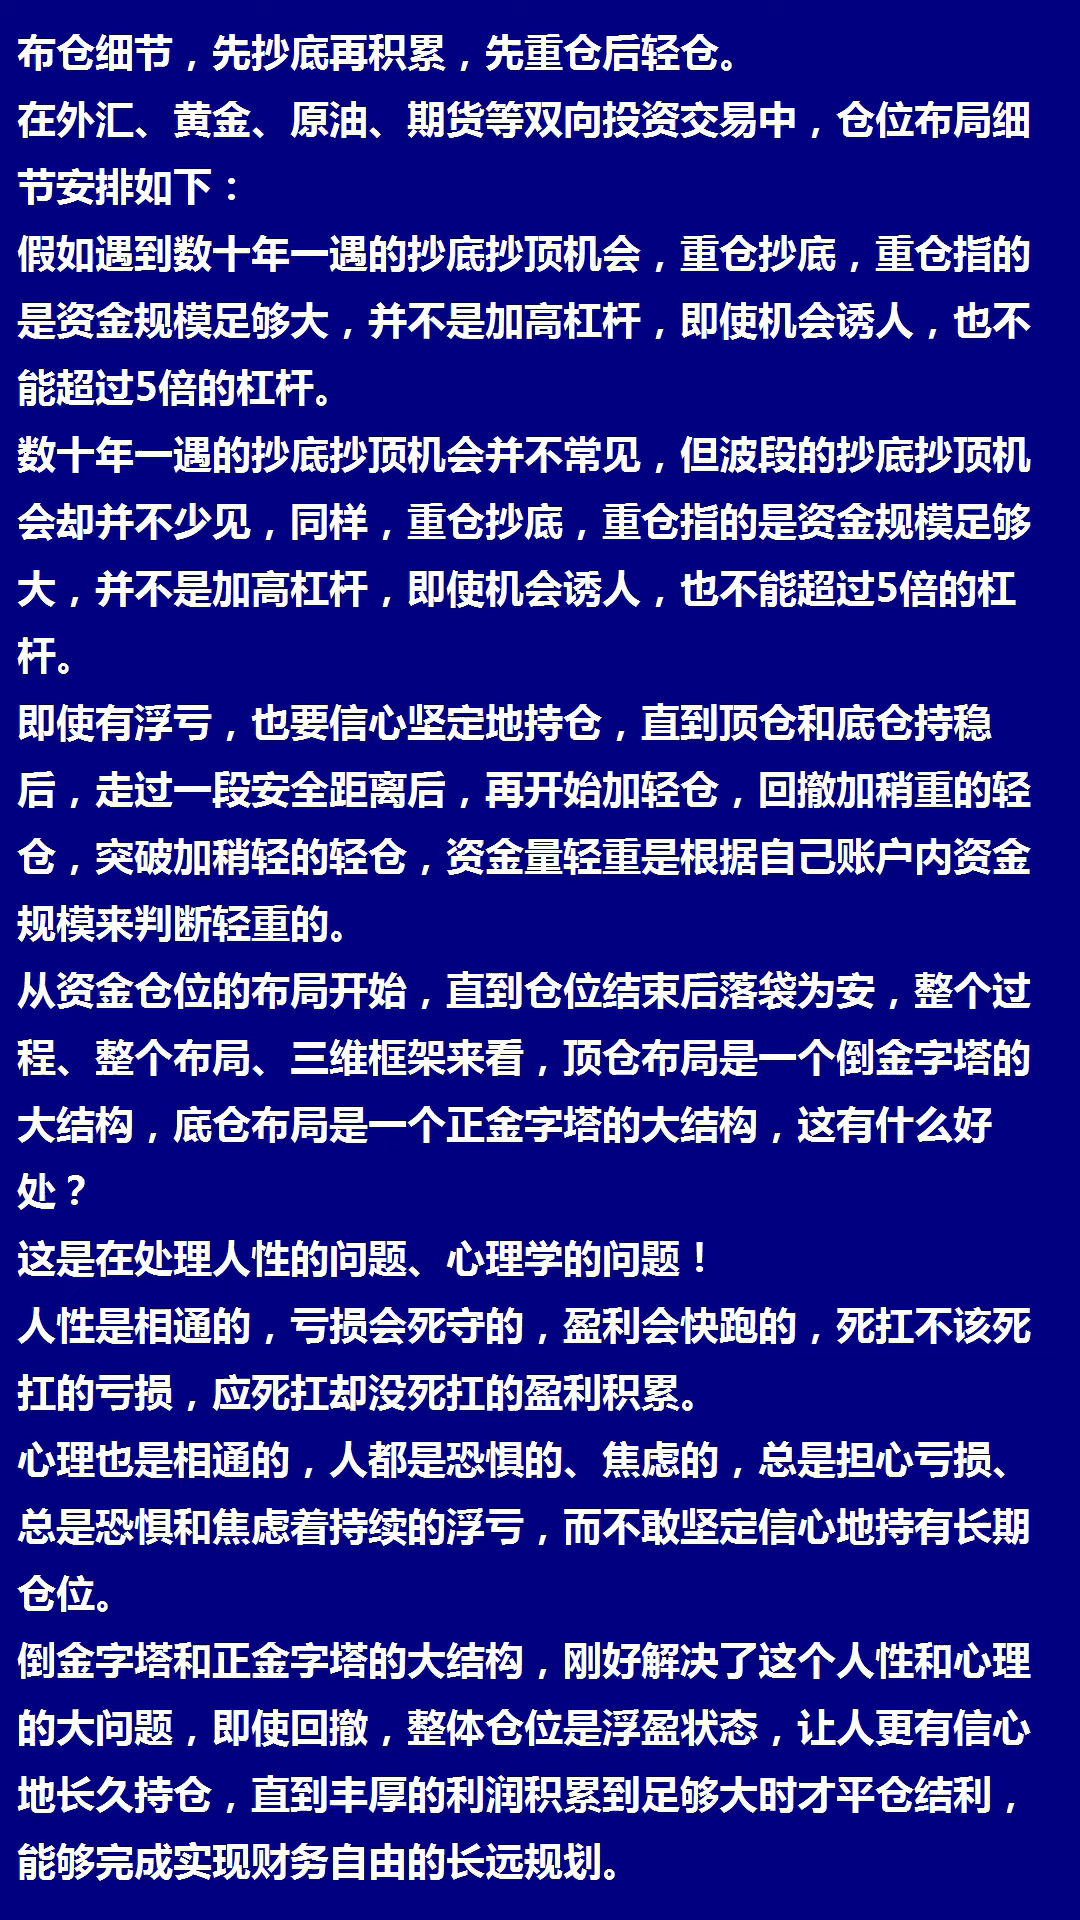 布仓细节，先抄底再积累，先重仓后轻仓。
在外汇、黄金、原油、期货等双向投资交易中，仓位布局细
节安排如下：
假如遇到数十年一遇的抄底抄顶机会，重仓抄底，重仓指的
是资金规模足够大，并不是加高杠杆，即使机会诱人，也不
能超过5倍的杠杆。
数十年一遇的抄底抄顶机会并不常见，但波段的抄底抄顶机
会却并不少见，同样，重仓抄底，重仓指的是资金规模足够
大，并不是加高杠杆，即使机会诱人，也不能超过5倍的杠
杆。
即使有浮亏，也要信心坚定地持仓，直到顶仓和底仓持稳
后，走过一段安全距离后，再开始加轻仓，回撤加稍重的轻
仓，突破加稍轻的轻仓，资金量轻重是根据自己账户内资金
规模来判断轻重的。
从资金仓位的布局开始，直到仓位结束后落袋为安，整个过
程、整个布局、三维框架来看，顶仓布局是一个倒金字塔的
大结构，底仓布局是一个正金字塔的大结构，这有什么好
处？
这是在处理人性的问题、心理学的问题！
人性是相通的，亏损会死守的，盈利会快跑的，死扛不该死
扛的亏损，应死扛却没死扛的盈利积累。
心理也是相通的，人都是恐惧的、焦虑的，总是担心亏损、
总是恐惧和焦虑着持续的浮亏，而不敢坚定信心地持有长期
仓位。
倒金字塔和正金字塔的大结构，刚好解决了这个人性和心理
的大问题，即使回撤，整体仓位是浮盈状态，让人更有信心
地长久持仓，直到丰厚的利润积累到足够大时才平仓结利，
能够完成实现财务自由的长远规划。